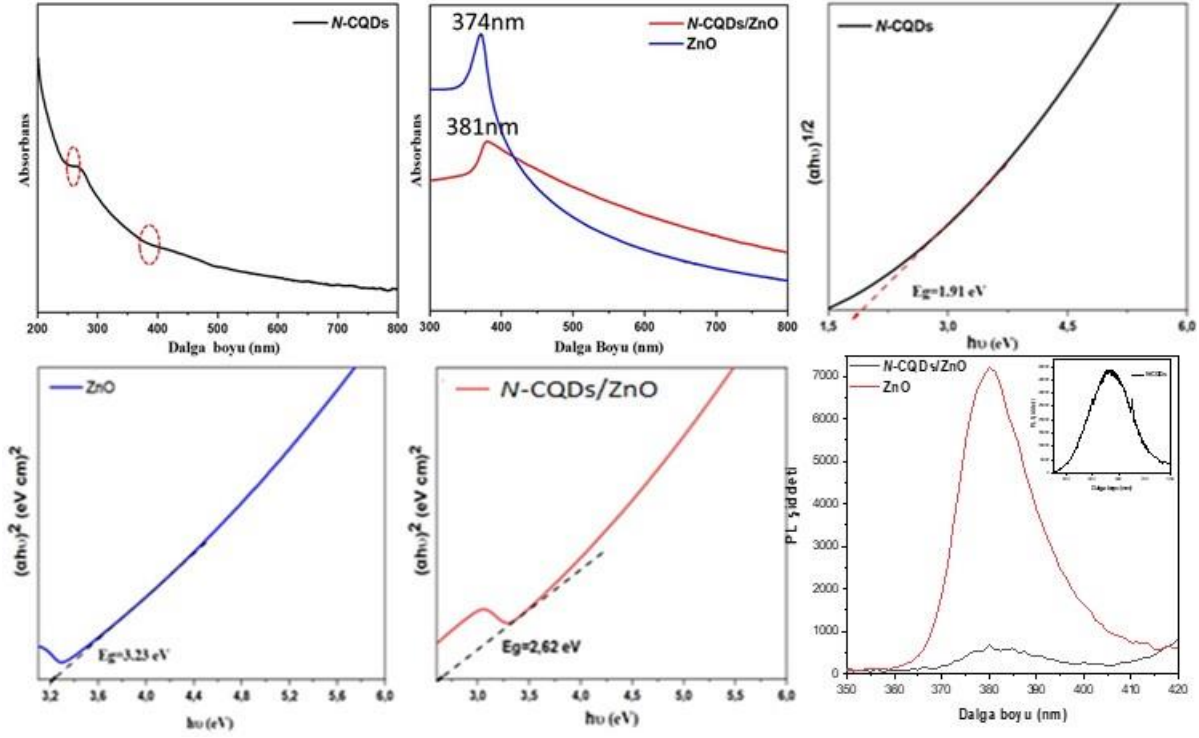 N-CQDs
Absorbans
200 300 400 500 600 700 800
Dalga boyu (nm)
374nm
381nm
N-CQDs/ZnO
ZnO
Absorbans
300 400 500 600 700 800
Dalga Boyu (nm)
N-CQDs
(αhυ)1/2
Eg=1.91 eV
1,5 3,0 4,5 6,0
hυ (eV)
ZnO
(αhυ)2 (eV cm)2
Eg=3.23 eV
3,2 3,6 4,0 4,4 4,8 5,2 5,6 6,0
hυ (eV)
N-CQDs/ZnO
(αhυ)2 (eV cm)2
Eg=2,62 eV
3,0 3,5 4,0 4,5 5,0 5,5 6,0
hυ (eV)
N-CQDs/ZnO
ZnO
7000
6000
5000
4000
3000
2000
1000
0
PL şiddeti
350 360 370 380 390 400 410 420
Dalga boyu (nm)
NCQDs
PL şiddeti
Dalga boyu (nm)